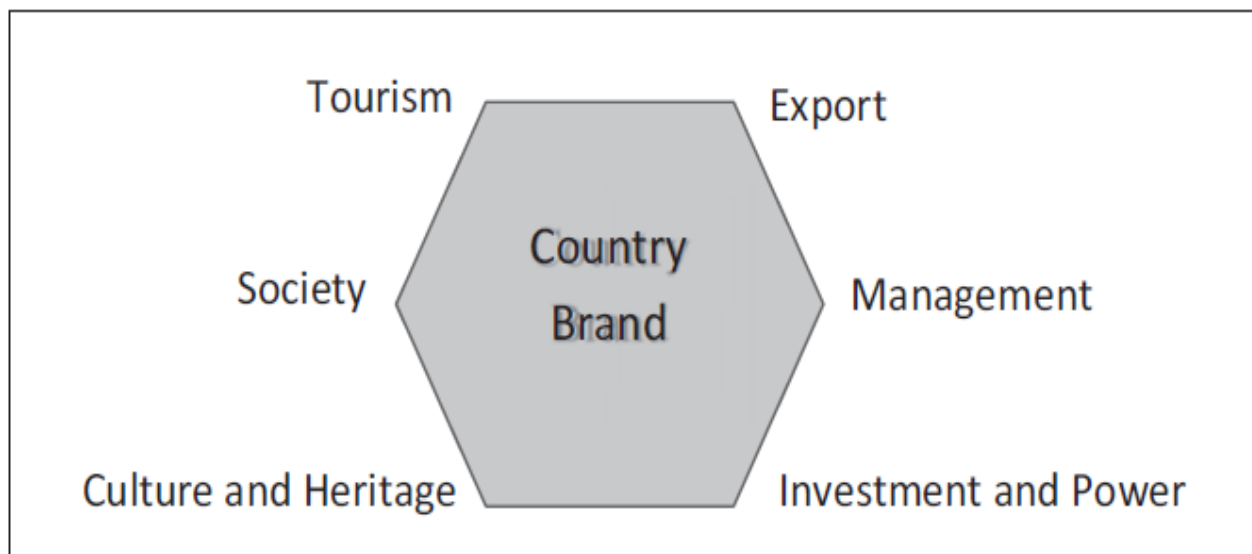 Tourism
Export
Country
Brand
Society
Management
Culture and Heritage
Investment and Power